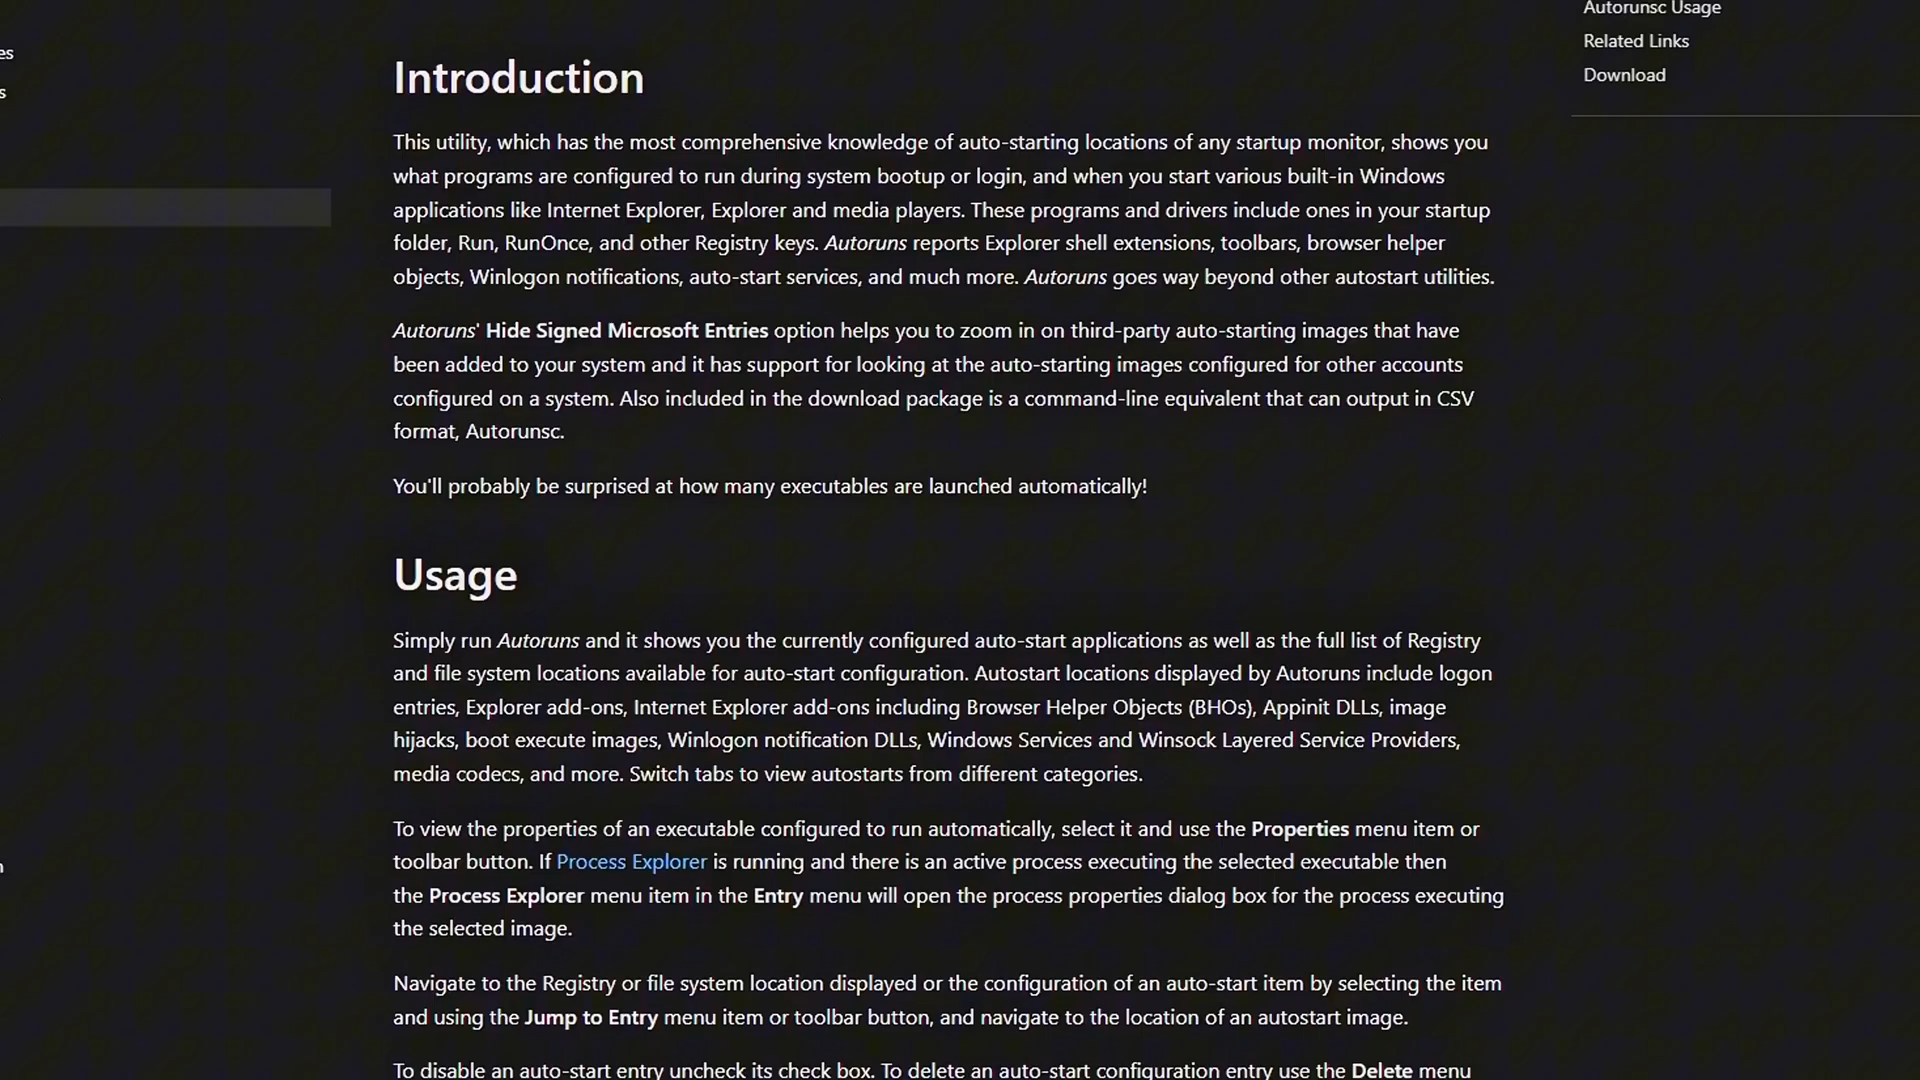 Autorunsc Usage
Related Links
Download
es
s
Introduction
This utility, which has the most comprehensive knowledge of auto-starting locations of any startup monitor, shows you
what programs are configured to run during system bootup or login, and when you start various built-in Windows
applications like Internet Explorer, Explorer and media players. These programs and drivers include ones in your startup
folder, Run, RunOnce, and other Registry keys. Autoruns reports Explorer shell extensions, toolbars, browser helper
objects, Winlogon notifications, auto-start services, and much more. Autoruns goes way beyond other autostart utilities.
Autoruns' Hide Signed Microsoft Entries option helps you to zoom in on third-party auto-starting images that have
been added to your system and it has support for looking at the auto-starting images configured for other accounts
configured on a system. Also included in the download package is a command-line equivalent that can output in CSV
format, Autorunsc.
You'll probably be surprised at how many executables are launched automatically!
Usage
Simply run Autoruns and it shows you the currently configured auto-start applications as well as the full list of Registry
and file system locations available for auto-start configuration. Autostart locations displayed by Autoruns include logon
entries, Explorer add-ons, Internet Explorer add-ons including Browser Helper Objects (BHOs), Appinit DLLs, image
hijacks, boot execute images, Winlogon notification DLLs, Windows Services and Winsock Layered Service Providers,
media codecs, and more. Switch tabs to view autostarts from different categories.
To view the properties of an executable configured to run automatically, select it and use the Properties menu item or
toolbar button. If Process Explorer is running and there is an active process executing the selected executable then
the Process Explorer menu item in the Entry menu will open the process properties dialog box for the process executing
the selected image.
Navigate to the Registry or file system location displayed or the configuration of an auto-start item by selecting the item
and using the Jump to Entry menu item or toolbar button, and navigate to the location of an autostart image.
To disable an auto-start entry uncheck its check box. To delete an auto-start configuration entry use the Delete menu